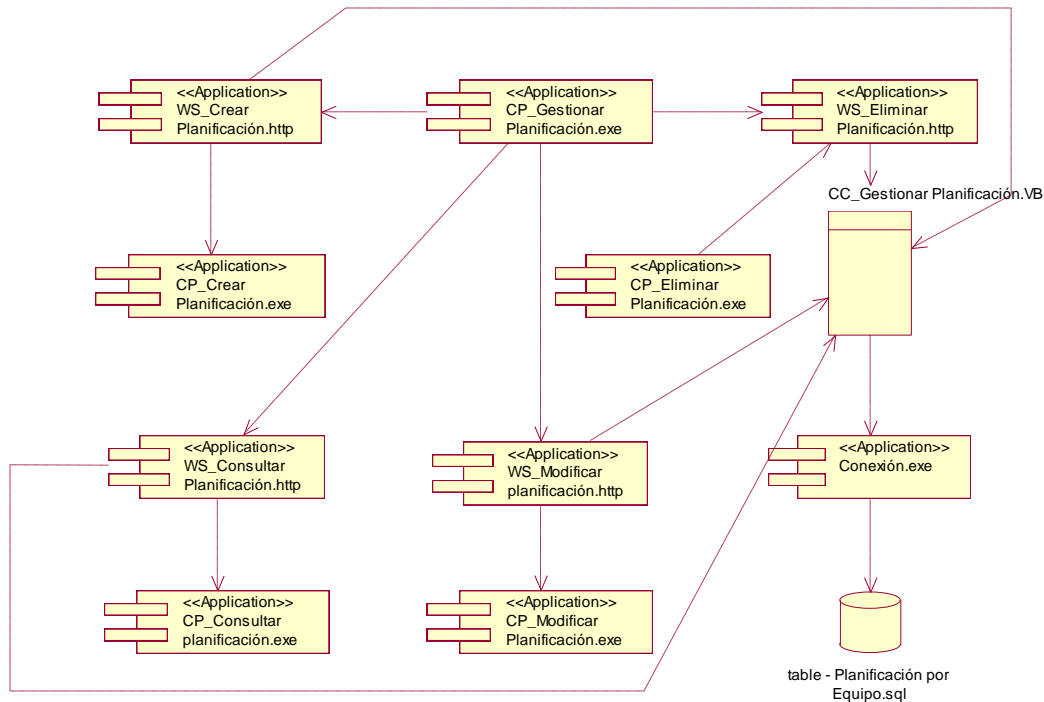 <<Application>>
WS_Crear
Planificación.http
<<Application>>
CP_Gestionar
Planificación.exe
<<Application>>
WS_Eliminar
Planificación.http
CC_Gestionar Planificación.VB
<<Application>>
CP_Crear
Planificación.exe
<<Application>>
CP_Eliminar
Planificación.exe
<<Application>>
WS_Consultar
Planificación.http
<<Application>>
WS_Modificar
planificación.http
<<Application>>
Conexión.exe
<<Application>>
CP_Consultar
planificación.exe
<<Application>>
CP_Modificar
Planificación.exe
table - Planificación por
Equipo.sql